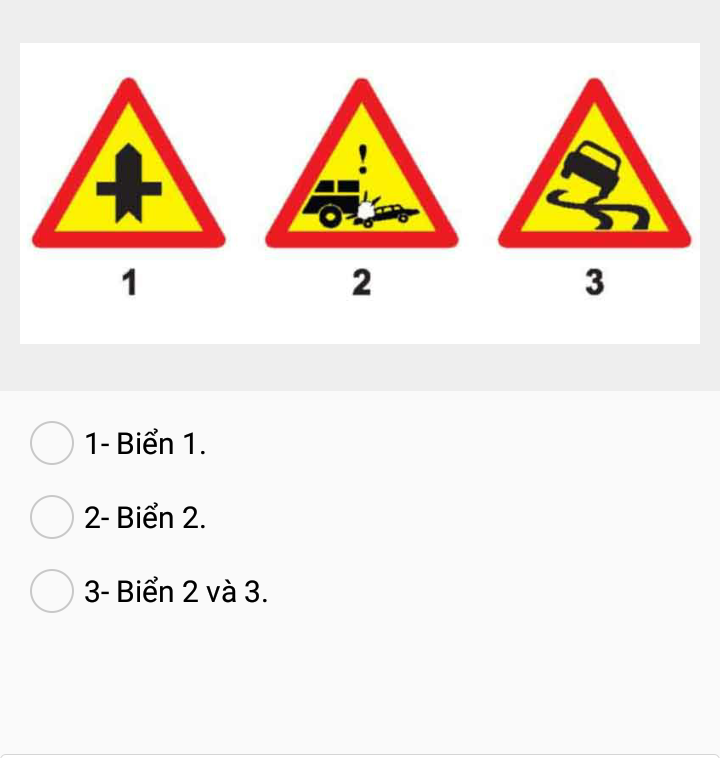 !
1 2 3
1- Biển 1.
2- Biển 2.
3- Biển 2 và 3.